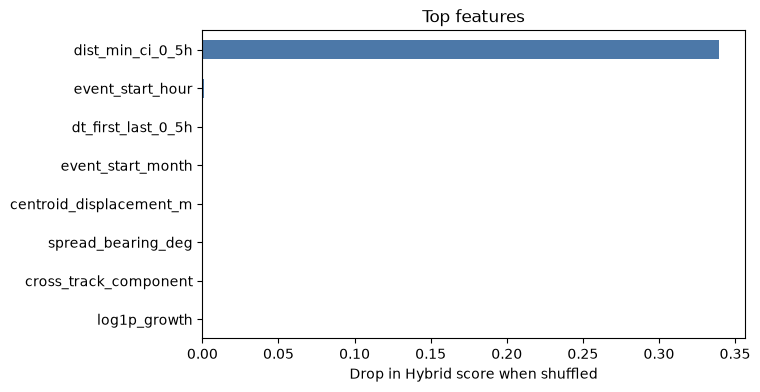 Top features
dist_min_ci_0_5h
event_start_hour
dt_first_last_0_5h
event_start_month
centroid_displacement_m
spread_bearing_deg
cross_track_component
log1p_growth
0.00 0.05 0.10 0.15 0.20 0.25 0.30 0.35
Drop in Hybrid score when shuffled